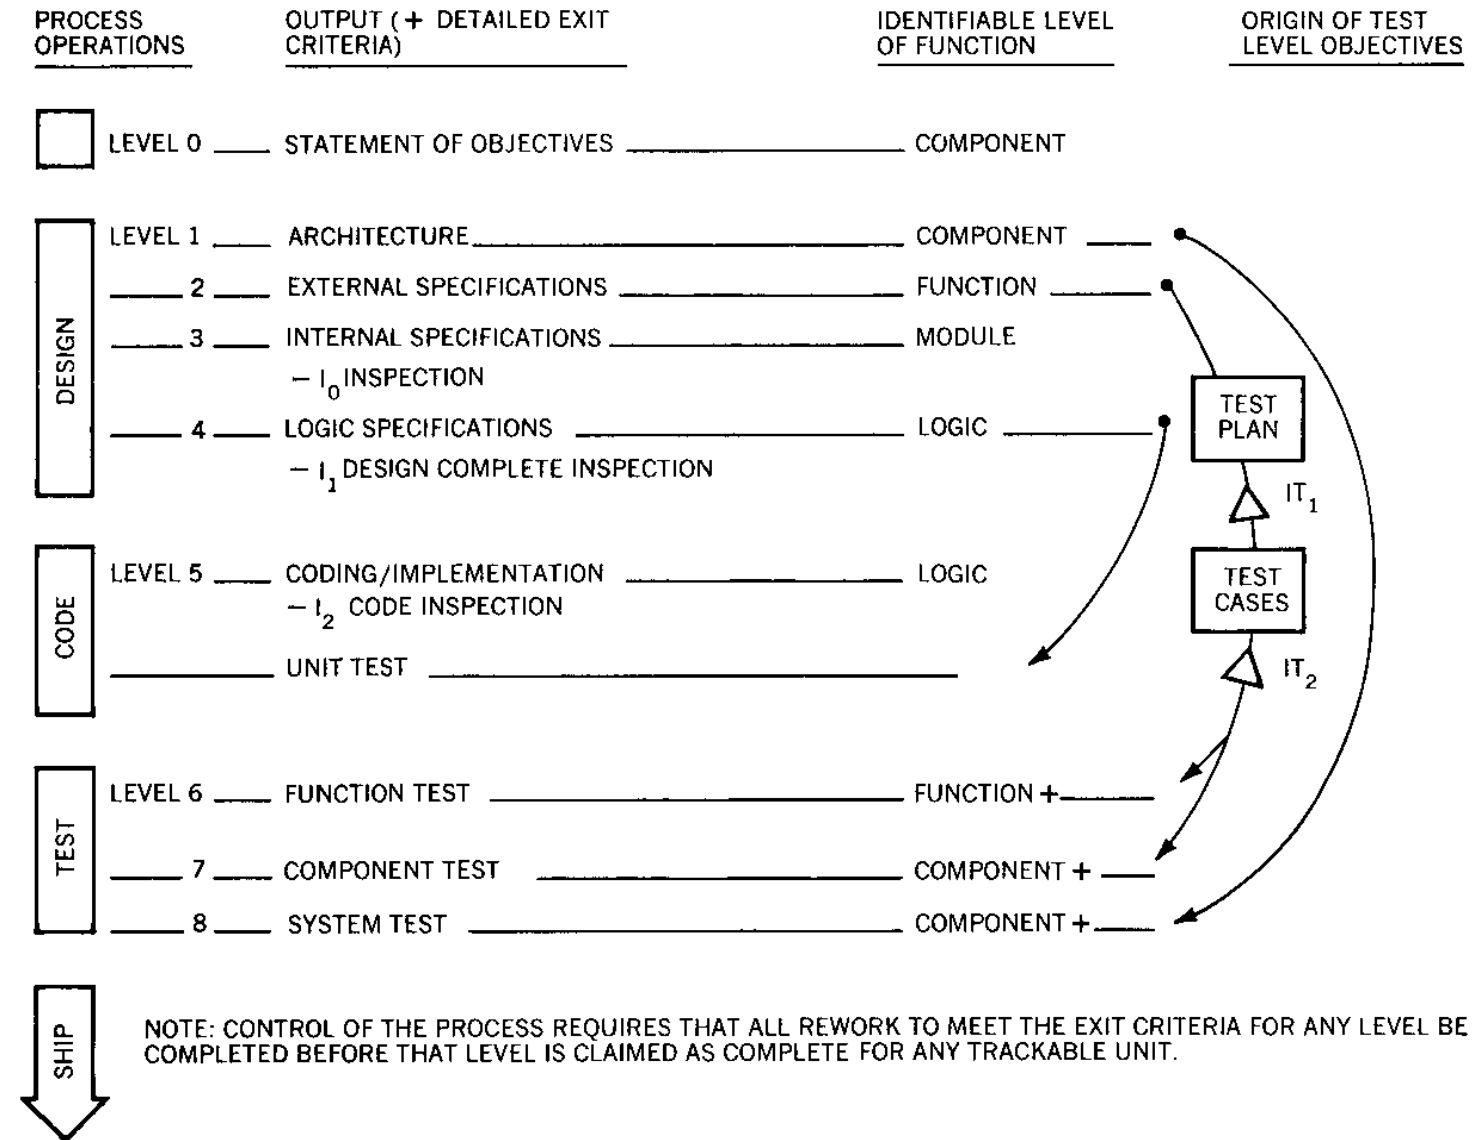 PROCESS OPERATIONS
OUTPUT (+ DETAILED EXIT CRITERIA)
IDENTIFIABLE LEVEL OF FUNCTION
ORIGIN OF TEST LEVEL OBJECTIVES
LEVEL 0 STATEMENT OF OBJECTIVES COMPONENT
DESIGN
LEVEL 1 ARCHITECTURE COMPONENT
2 EXTERNAL SPECIFICATIONS FUNCTION
3 INTERNAL SPECIFICATIONS MODULE
– I0 INSPECTION
4 LOGIC SPECIFICATIONS LOGIC
– I1 DESIGN COMPLETE INSPECTION
TEST
PLAN
IT1
CODE
LEVEL 5 CODING/IMPLEMENTATION LOGIC
– I2 CODE INSPECTION
UNIT TEST
TEST
CASES
IT2
TEST
LEVEL 6 FUNCTION TEST FUNCTION +
7 COMPONENT TEST COMPONENT +
8 SYSTEM TEST COMPONENT +
SHIP
NOTE: CONTROL OF THE PROCESS REQUIRES THAT ALL REWORK TO MEET THE EXIT CRITERIA FOR ANY LEVEL BE
COMPLETED BEFORE THAT LEVEL IS CLAIMED AS COMPLETE FOR ANY TRACKABLE UNIT.